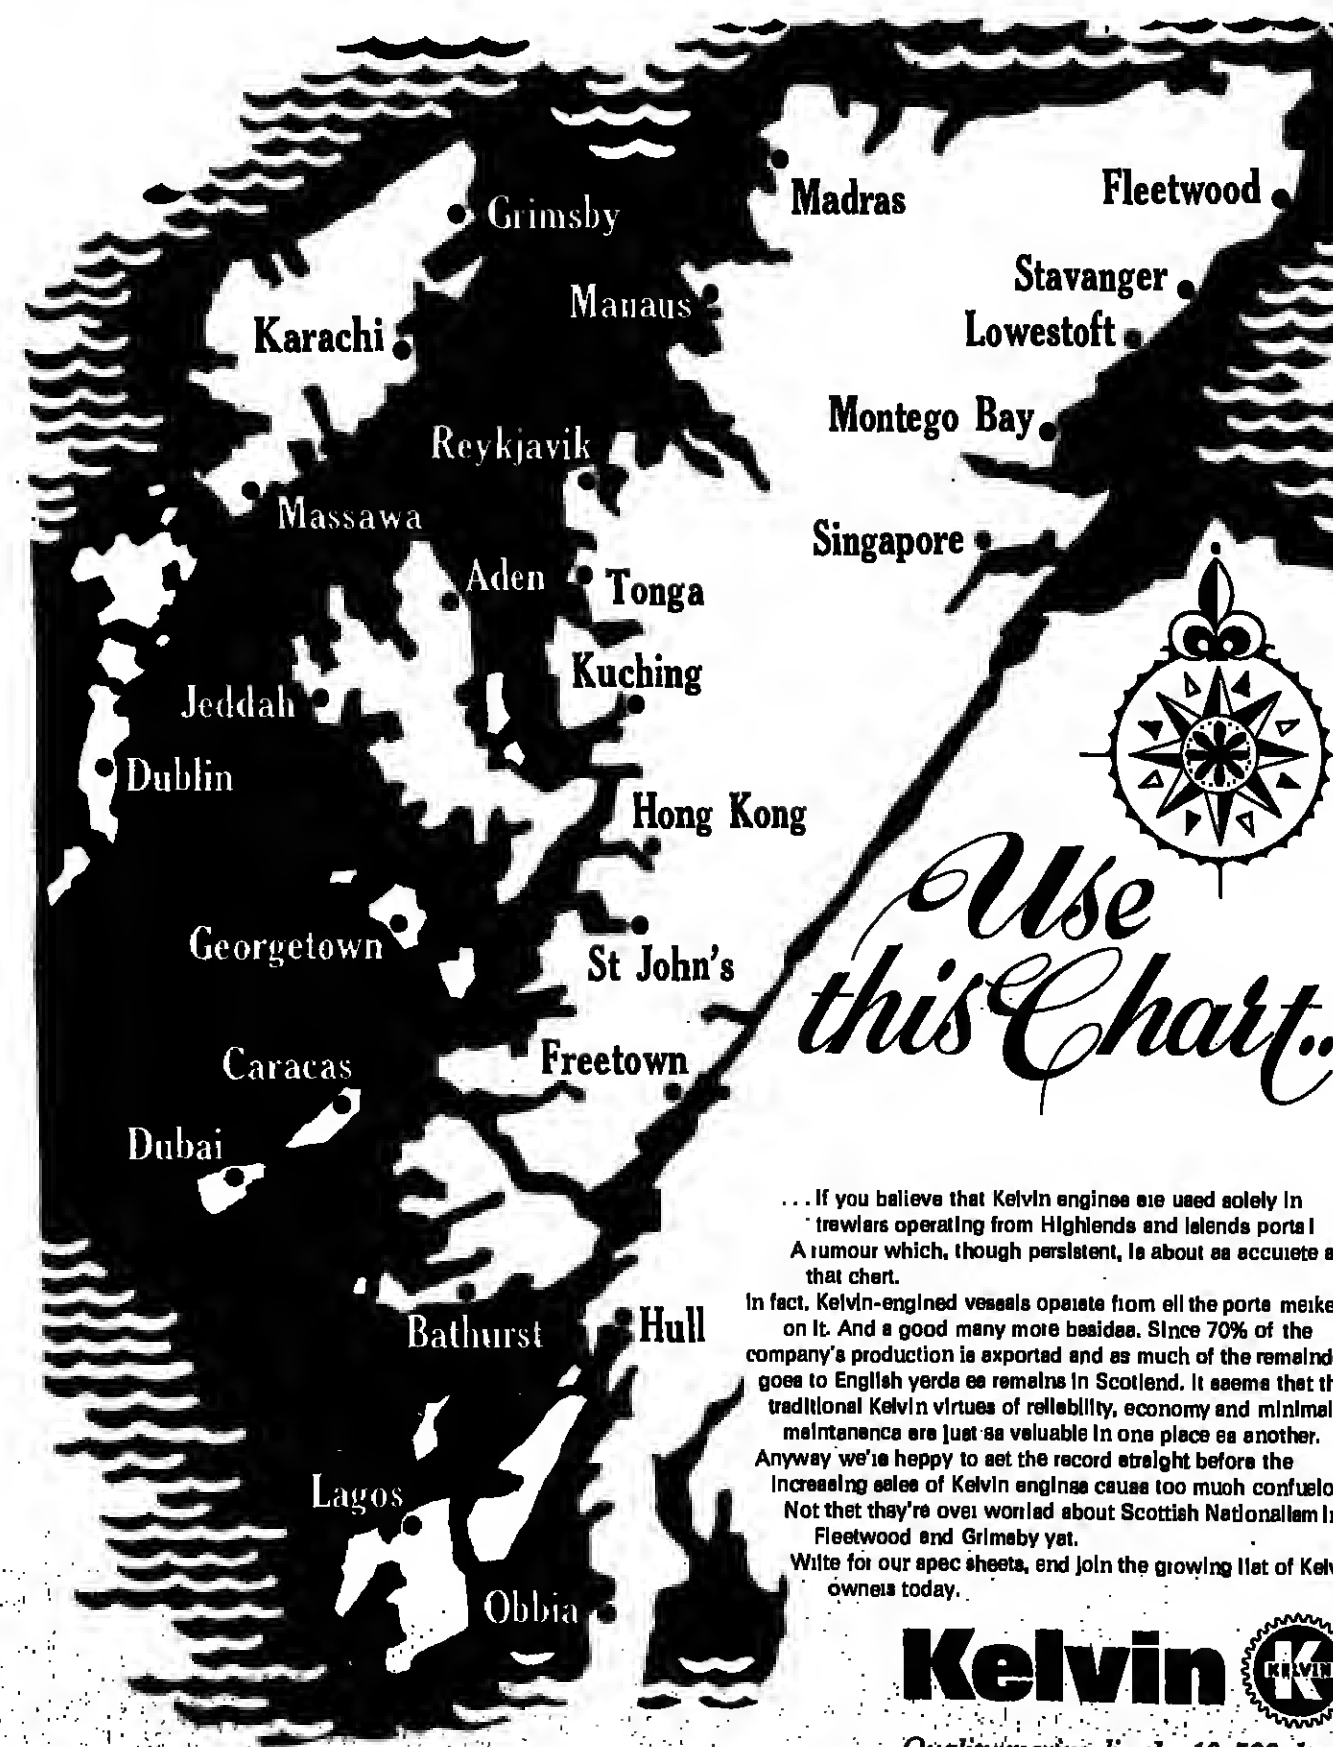 Grimsby
Madras
Fleetwood
Manaus
Stavanger
Karachi
Lowestoft
Montego Bay
Reykjavik
Massawa
Singapore
Aden
Tonga
Kuching
Jeddah
Dublin
Hong Kong
Georgetown
St John's
Caracas
Freetown
Dubai
Bathurst
Hull
Lagos
Obbia
Use
this Chart..
...If you believe that Kelvin engines are used solely in
trawlers operating from Highlands and Islands ports!
A rumour which, though persistent, is about as accurate
that chart.
In fact, Kelvin-engined vessels operate from all the ports
on it. And a good many more besides. Since 70% of the
company's production is exported and as much of the
goes to English yards as remains in Scotland. It seems that
traditional Kelvin virtues of reliability, economy and minimal
maintenance are just as valuable in one place as another.
Anyway we're happy to set the record straight before the
increasing sales of Kelvin engines cause too much
Not that they're over worried about Scottish Nationalism
Fleetwood and Grimsby yet.
Write for our spec sheets, and join the growing list of
owners today.
Kelvin
KELVIN
K